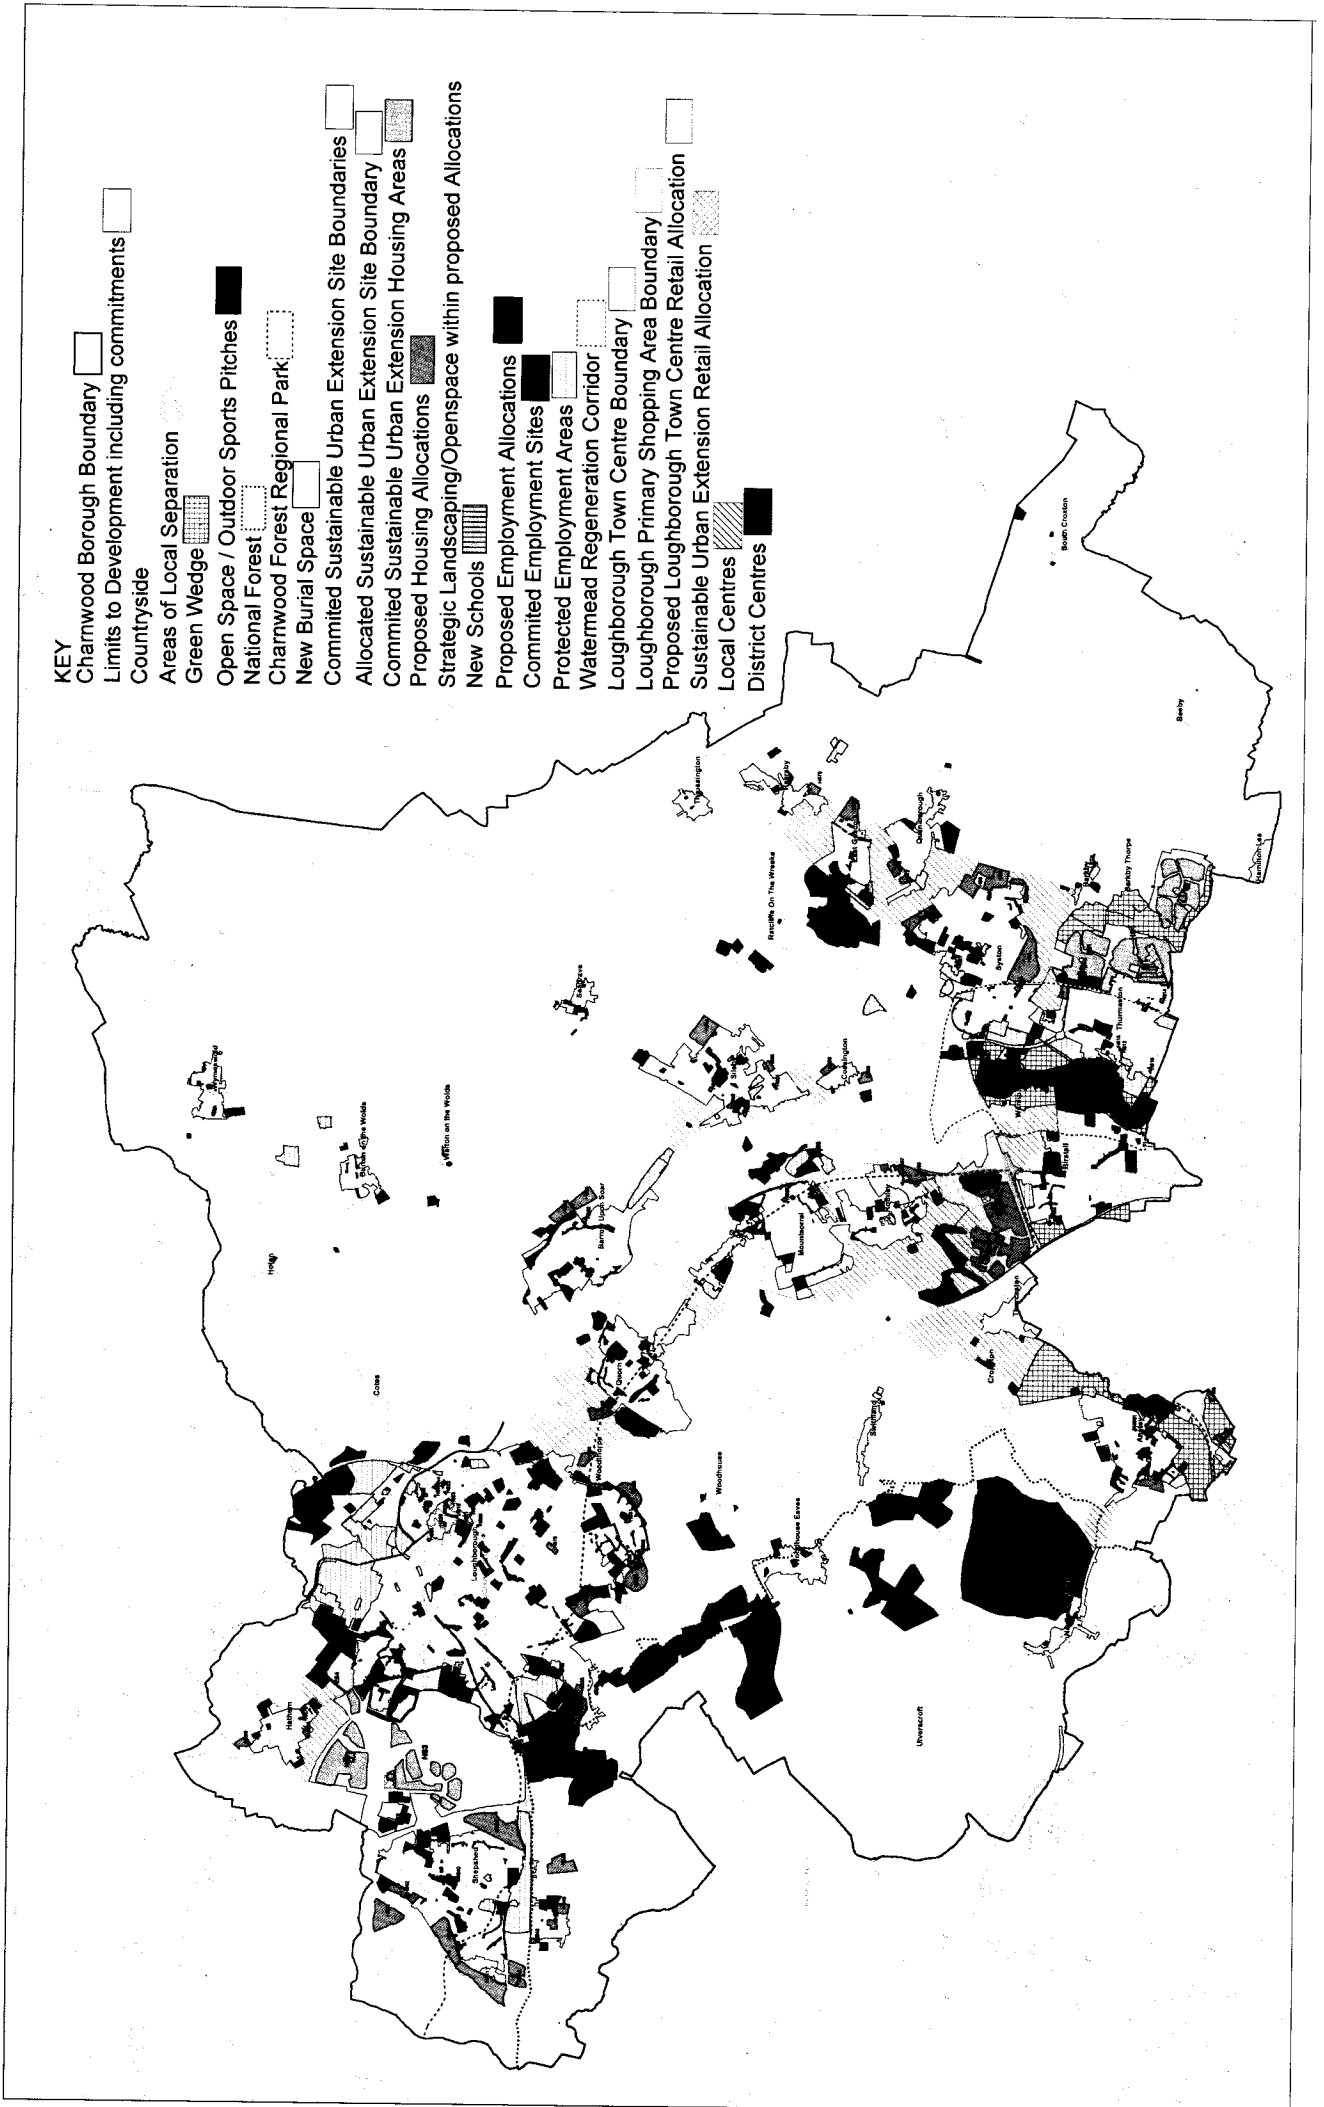 KEY
Charnwood Borough Boundary
Limits to Development including commitments
Countryside
Areas of Local Separation
Green Wedge
Open Space / Outdoor Sports Pitches
National Forest
Charnwood Forest Regional Park
New Burial Space
Commited Sustainable Urban Extension Site Boundaries
Allocated Sustainable Urban Extension Site Boundary
Commited Sustainable Urban Extension Housing Areas
Proposed Housing Allocations
Strategic Landscaping/Openspace within proposed Allocations
New Schools
Proposed Employment Allocations
Commited Employment Sites
Protected Employment Areas
Watermead Regeneration Corridor
Loughborough Town Centre Boundary
Loughborough Primary Shopping Area Boundary
Proposed Loughborough Town Centre Retail Allocation
Sustainable Urban Extension Retail Allocation
Local Centres
District Centres
Wymeswold
Burton on the Wolds
Walton on the Wolds
Hoton
Cotes
Seagrave
Thrussington
Ratcliffe On The Wreake
Queniborough
South Croxton
Beeby
Barkby
Barkby Thorpe
Hamilton Lea
Syston
Thurmaston
Birstall
Cossington
Sileby
Barrow Upon Soar
Mountsorrel
Rothley
Quorn
Woodthorpe
Loughborough
Hathern
Shepshed
Woodhouse
Woodhouse Eaves
Swithland
Cropston
Thurcaston
Ulverscroft